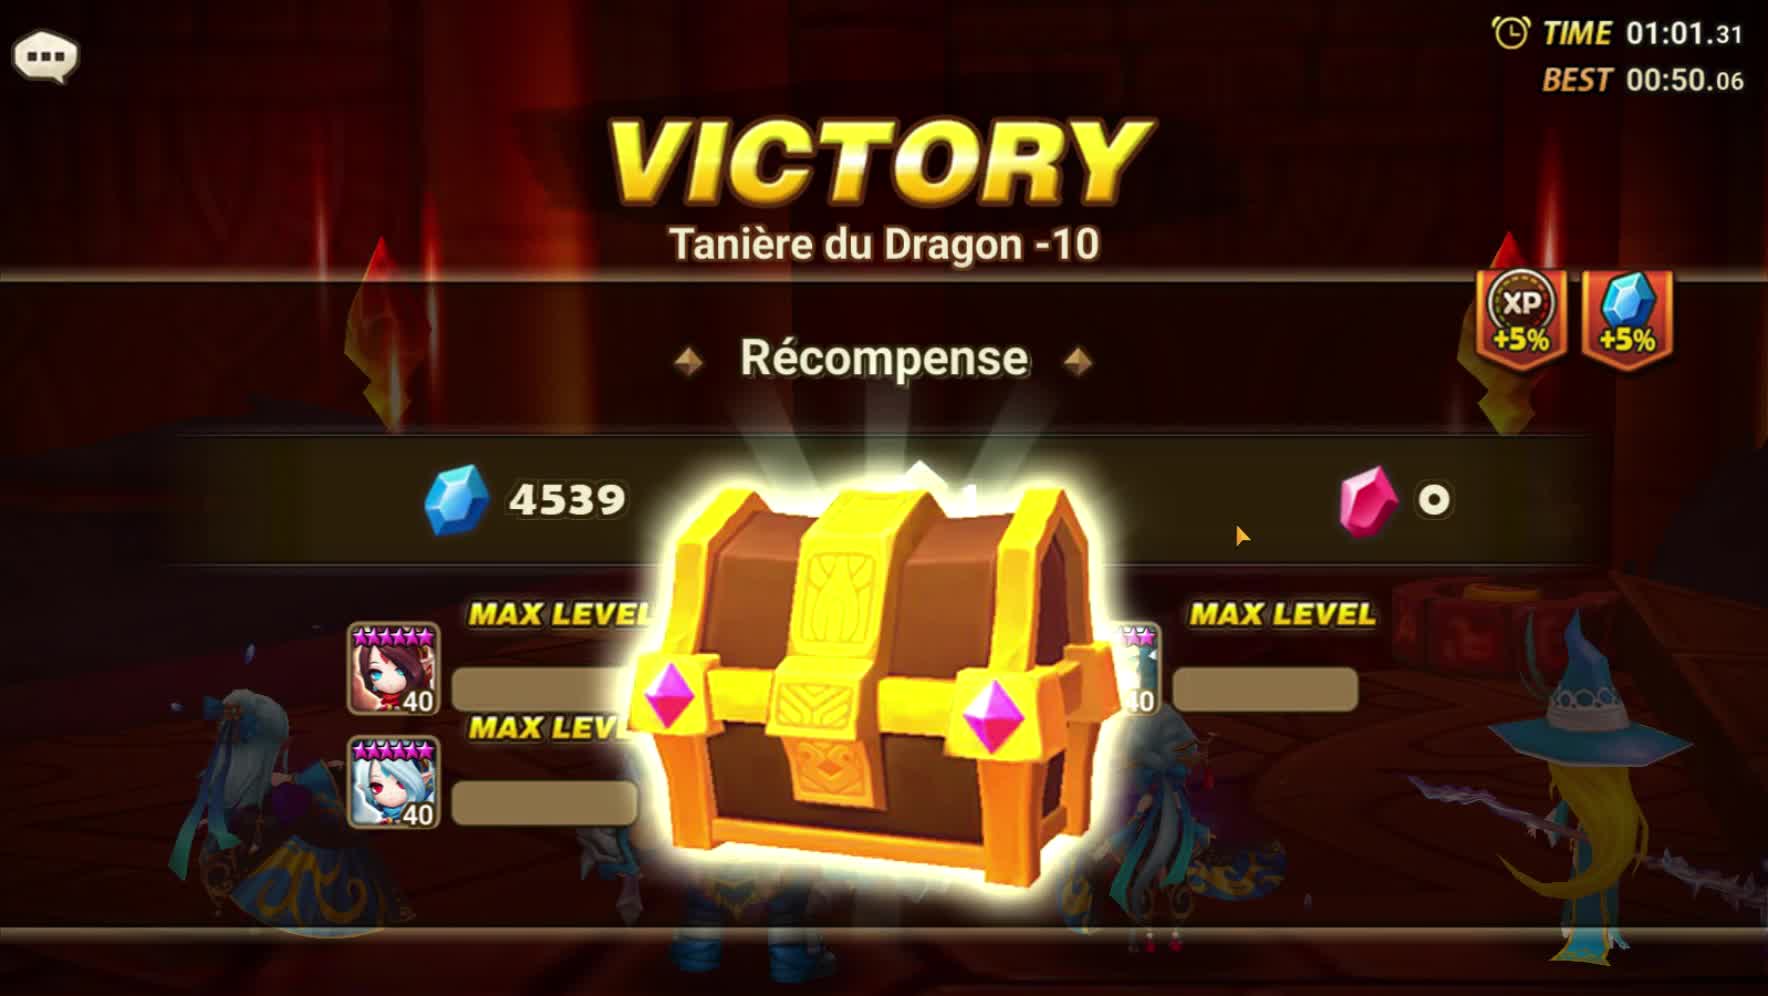 TIME 01:01.31
BEST 00:50.06
VICTORY
Tanière du Dragon -10
XP
+5%
+5%
Récompense
4539
0
MAX LEVEL
MAX LEVEL
40
40
MAX
40